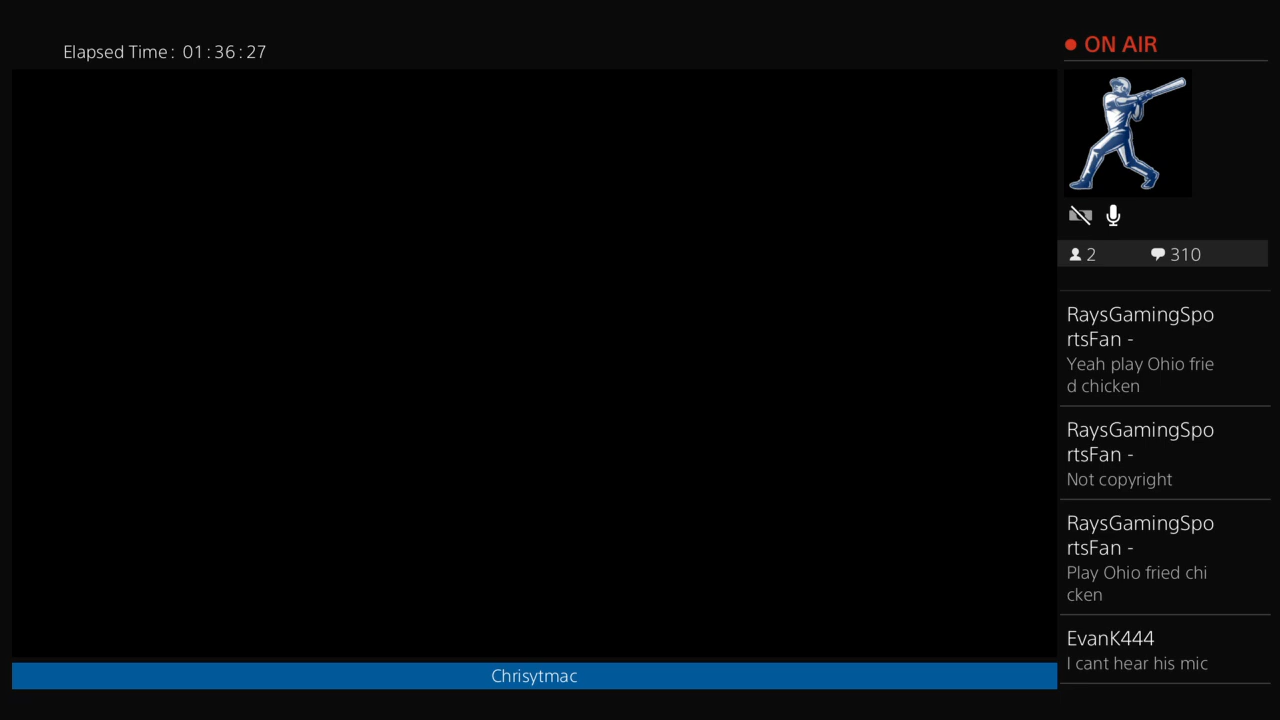 Elapsed Time: 01:36:27
ON AIR
2 310
RaysGamingSpo
rtsFan -
Yeah play Ohio frie
d chicken
RaysGamingSpo
rtsFan -
Not copyright
RaysGamingSpo
rtsFan -
Play Ohio fried chi
cken
EvanK444
I cant hear his mic
Chrisytmac